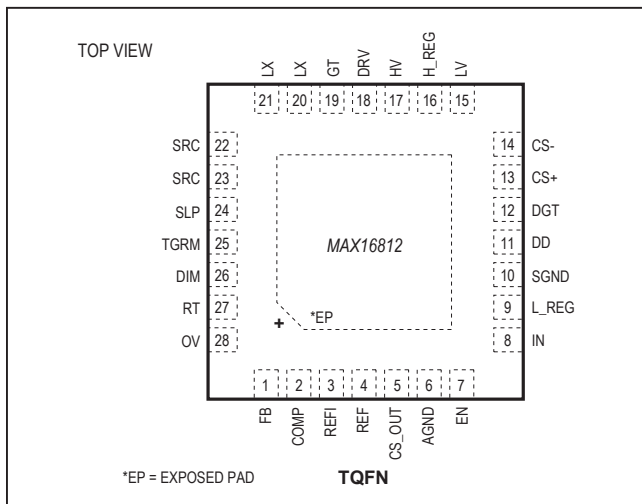 TOP VIEW
LX LX GT DRV HV H_REG LV
21 20 19 18 17 16 15
SRC 22
SRC 23
SLP 24
TGRM 25
DIM 26
RT 27
OV 28
14 CS-
13 CS+
12 DGT
11 DD
10 SGND
9 L_REG
8 IN
MAX16812
+ *EP
1 2 3 4 5 6 7
FB COMP REFI REF CS_OUT AGND EN
*EP = EXPOSED PAD
TQFN